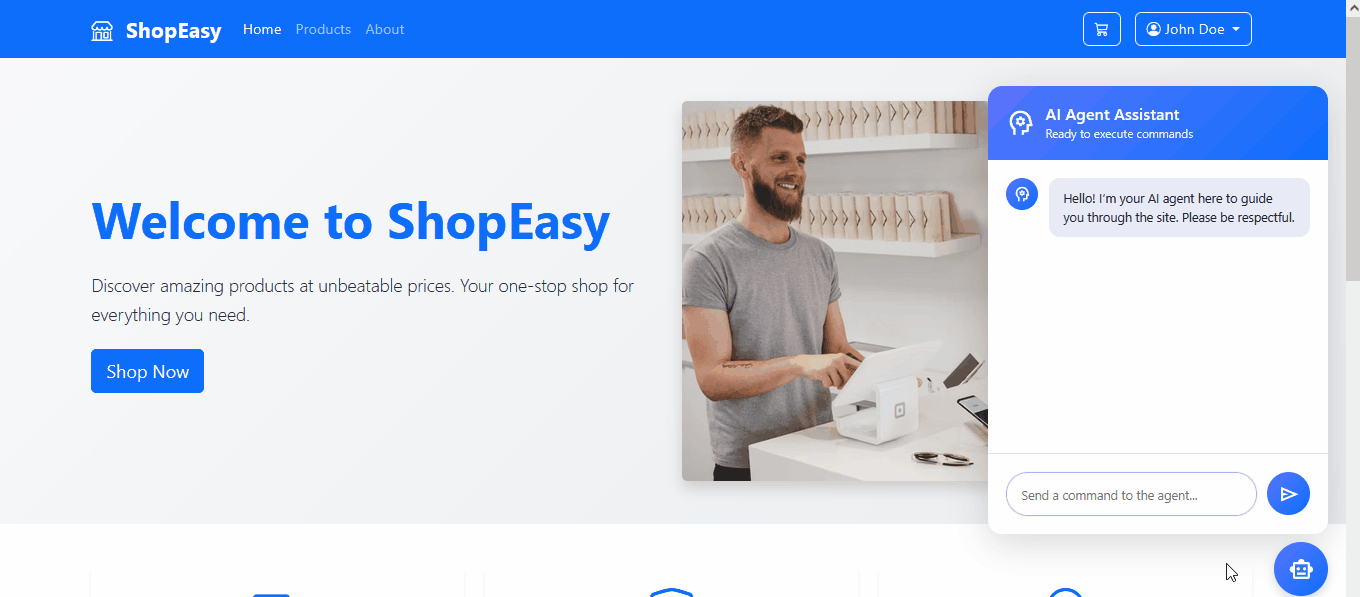 ShopEasy Home Products About John Doe
Welcome to ShopEasy
Discover amazing products at unbeatable prices. Your one-stop shop for
everything you need.
Shop Now
AI Agent Assistant
Ready to execute commands
Hello! I'm your AI agent here to guide
you through the site. Please be respectful.
Send a command to the agent...